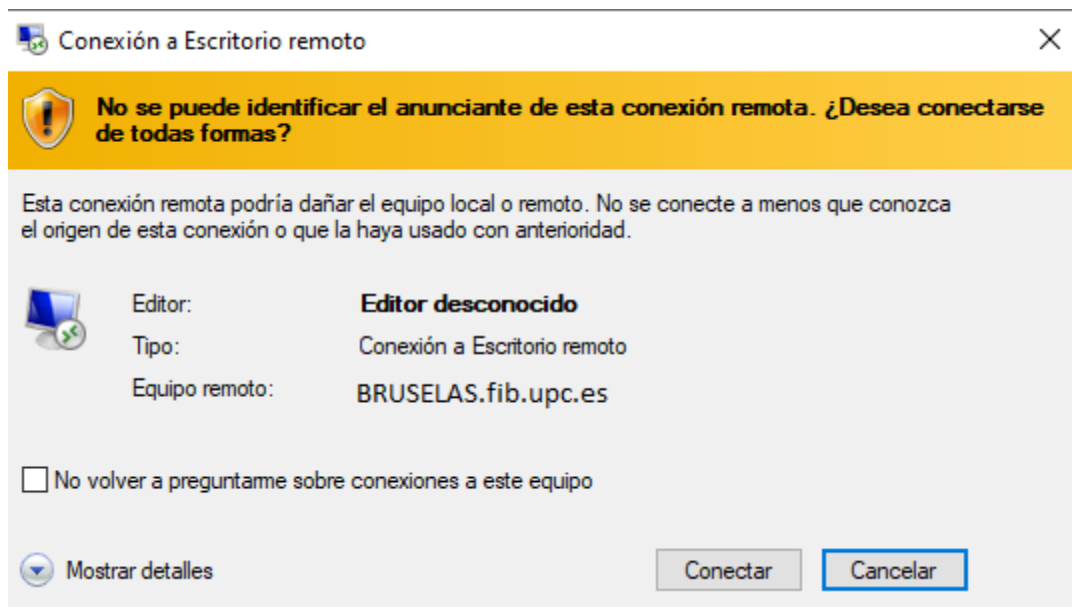 Conexión a Escritorio remoto
No se puede identificar el anunciante de esta conexión remota. ¿Desea conectarse
de todas formas?
Esta conexión remota podría dañar el equipo local o remoto. No se conecte a menos que conozca
el origen de esta conexión o que la haya usado con anterioridad.
Editor: Editor desconocido
Tipo: Conexión a Escritorio remoto
Equipo remoto: BRUSELAS.fib.upc.es
No volver a preguntarme sobre conexiones a este equipo
Mostrar detalles Conectar Cancelar